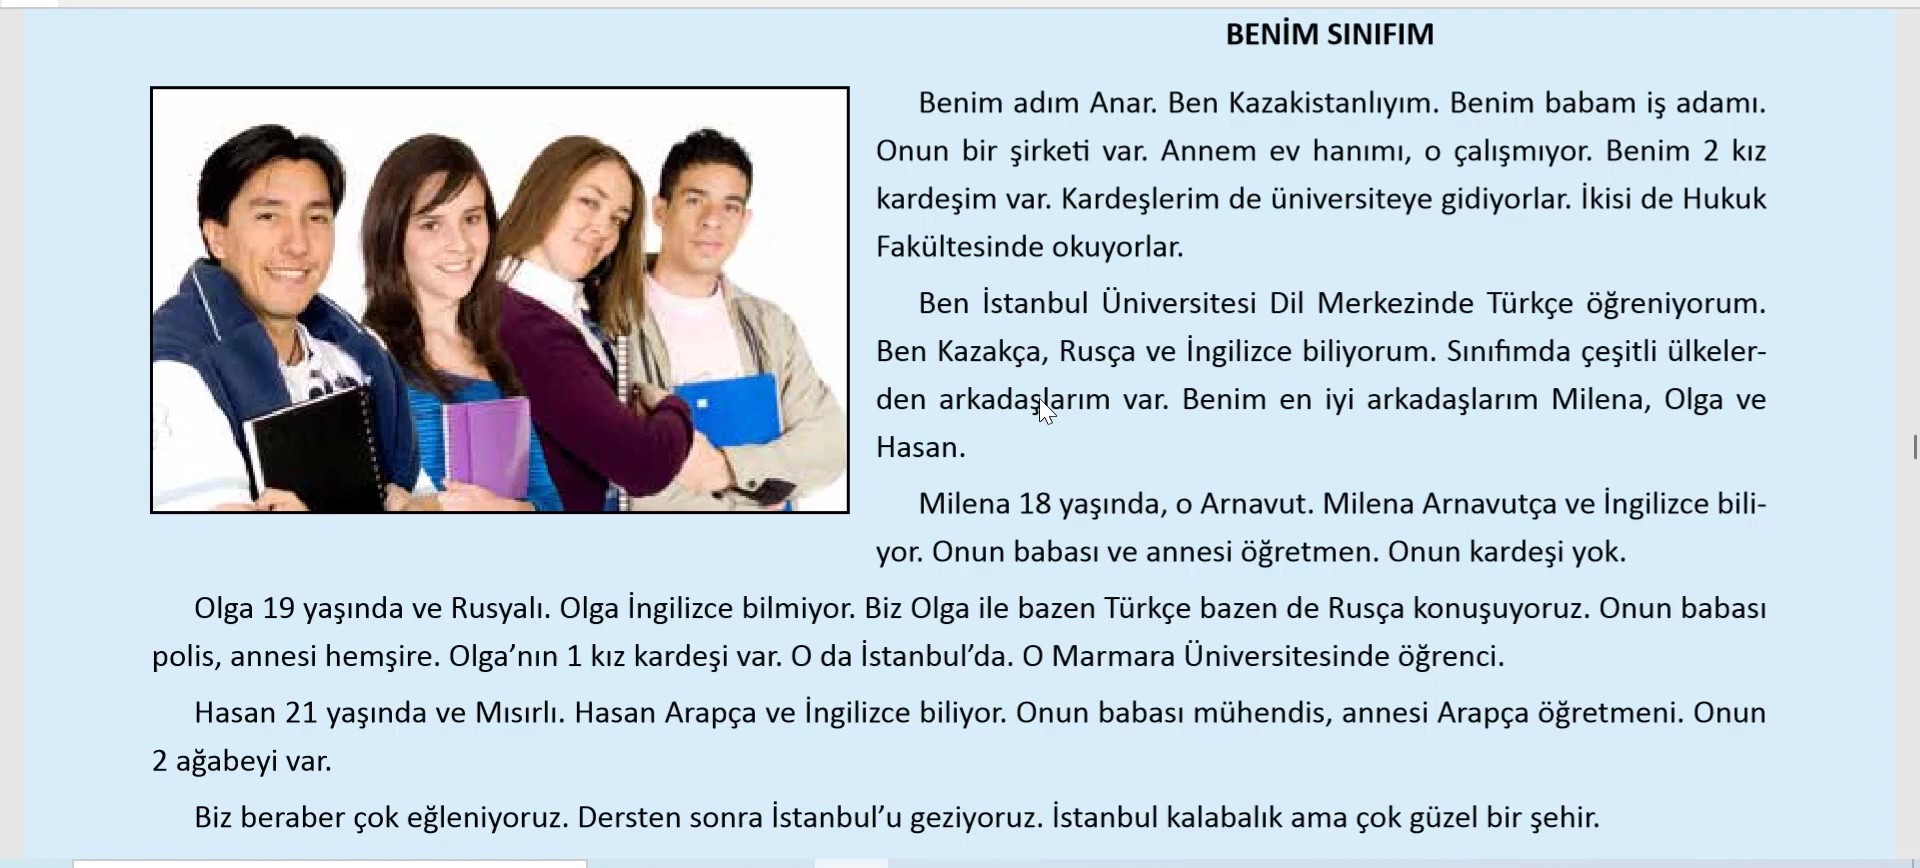 BENİM SINIFIM
Benim adım Anar. Ben Kazakistanlıyım. Benim babam iş adamı.
Onun bir şirketi var. Annem ev hanımı, o çalışmıyor. Benim 2 kız
kardeşim var. Kardeşlerim de üniversiteye gidiyorlar. İkisi de Hukuk
Fakültesinde okuyorlar.
Ben İstanbul Üniversitesi Dil Merkezinde Türkçe öğreniyorum.
Ben Kazakça, Rusça ve İngilizce biliyorum. Sınıfımda çeşitli ülkeler-
den arkadaşlarım var. Benim en iyi arkadaşlarım Milena, Olga ve
Hasan.
Milena 18 yaşında, o Arnavut. Milena Arnavutça ve İngilizce bili-
yor. Onun babası ve annesi öğretmen. Onun kardeşi yok.
Olga 19 yaşında ve Rusyalı. Olga İngilizce bilmiyor. Biz Olga ile bazen Türkçe bazen de Rusça konuşuyoruz. Onun babası
polis, annesi hemşire. Olga’nın 1 kız kardeşi var. O da İstanbul’da. O Marmara Üniversitesinde öğrenci.
Hasan 21 yaşında ve Mısırlı. Hasan Arapça ve İngilizce biliyor. Onun babası mühendis, annesi Arapça öğretmeni. Onun
2 ağabeyi var.
Biz beraber çok eğleniyoruz. Dersten sonra İstanbul’u geziyoruz. İstanbul kalabalık ama çok güzel bir şehir.